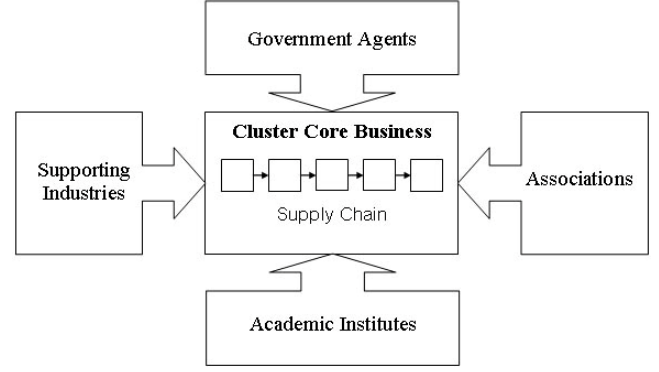 Government Agents
Cluster Core Business
Supporting
Industries
Associations
Supply Chain
Academic Institutes